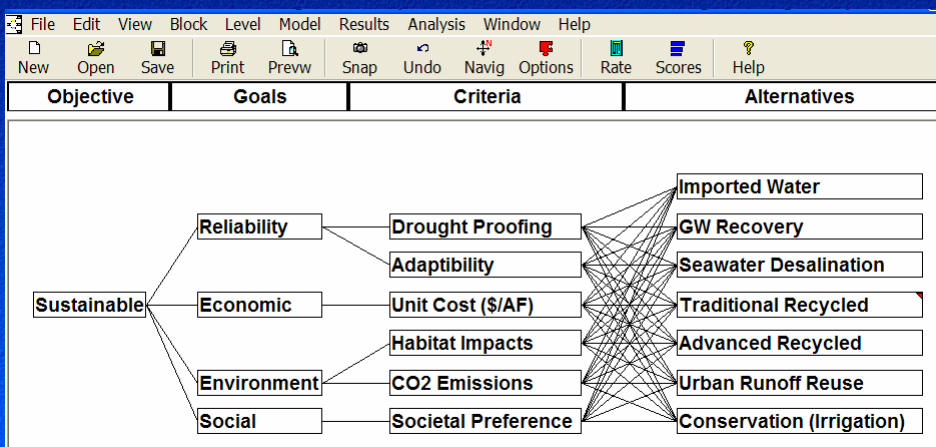 File Edit View Block Level Model Results Analysis Window Help
New Open Save Print Prevw Snap Undo Navig Options Rate Scores Help
Objective Goals Criteria Alternatives
Imported Water
Reliability Drought Proofing GW Recovery
Adaptibility Seawater Desalination
Sustainable Economic Unit Cost ($/AF) Traditional Recycled
Habitat Impacts Advanced Recycled
Environment CO2 Emissions Urban Runoff Reuse
Social Societal Preference Conservation (Irrigation)